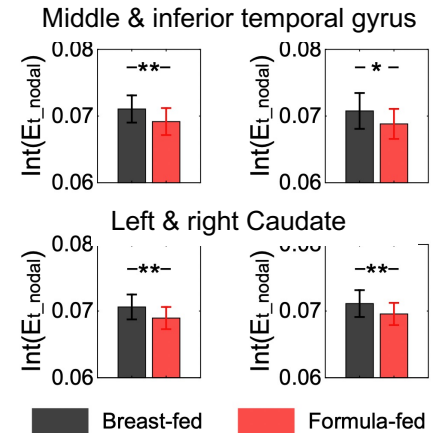 Middle & inferior temporal gyrus
0.08 0.08
** *
Int(Et_nodal) 0.07 Int(Et_nodal) 0.07
0.06 0.06
Left & right Caudate
0.08
** **
Int(Et_nodal) 0.07 Int(Et_nodal) 0.07
0.06 0.06
Breast-fed Formula-fed